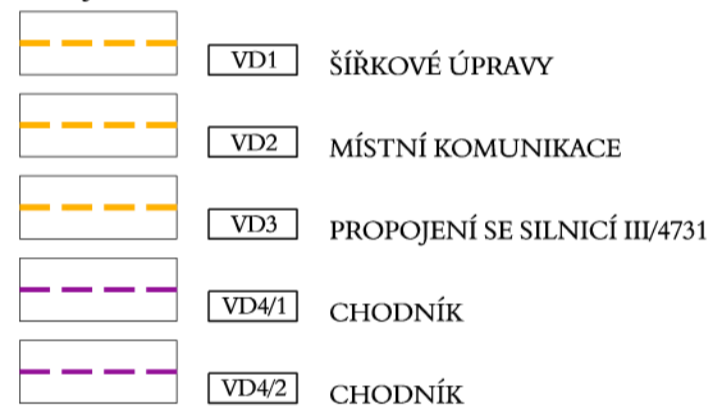 VD1 ŠÍŘKOVÉ ÚPRAVY
VD2 MÍSTNÍ KOMUNIKACE
VD3 PROPOJENÍ SE SILNICÍ III/4731
VD4/1 CHODNÍK
VD4/2 CHODNÍK